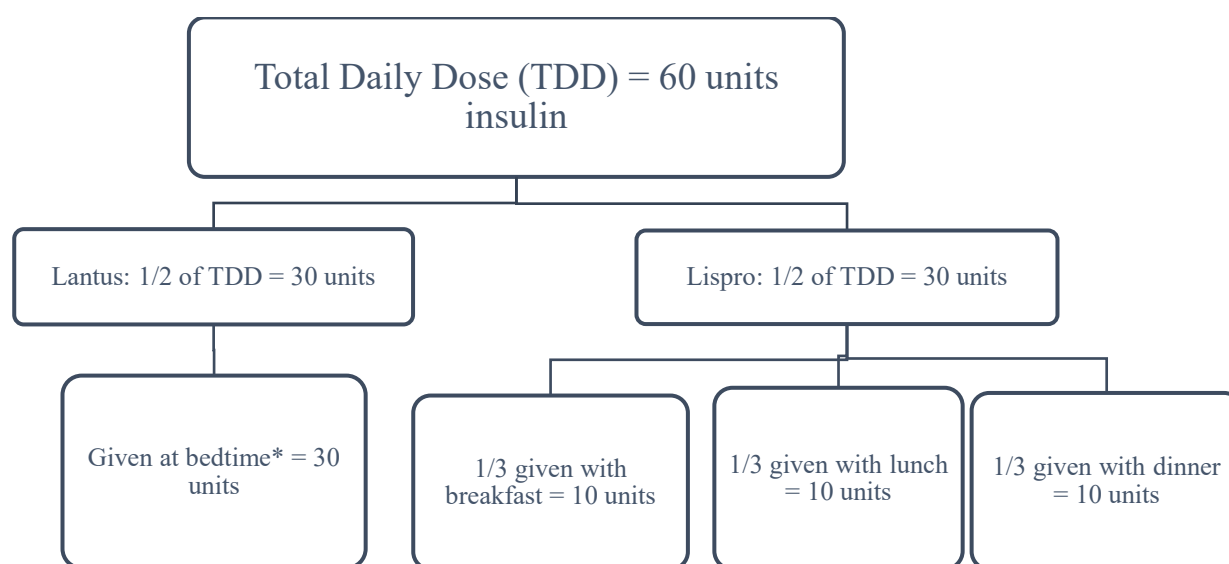 Total Daily Dose (TDD) = 60 units
insulin
Lantus: 1/2 of TDD = 30 units
Lispro: 1/2 of TDD = 30 units
Given at bedtime* = 30
units
1/3 given with
breakfast = 10 units
1/3 given with lunch
= 10 units
1/3 given with dinner
= 10 units